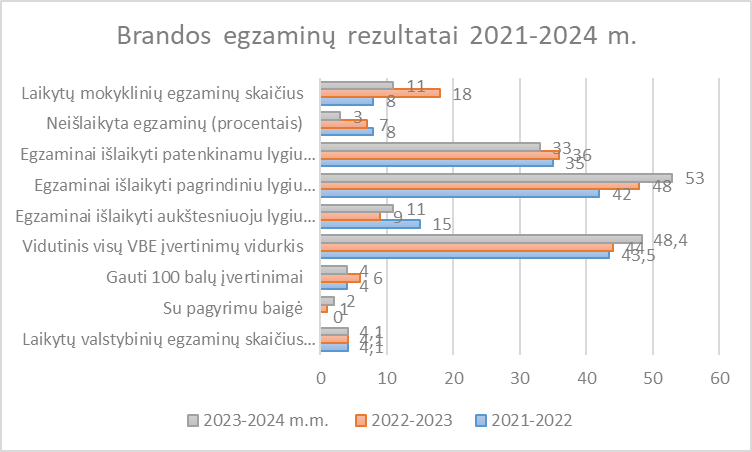 Brandos egzaminų rezultatai 2021-2024 m.
Laikytų mokyklinių egzaminų skaičius
11
18
8
Neišlaikyta egzaminų (procentais)
3
7
8
Egzaminai išlaikyti patenkinamu lygiu...
33
36
35
Egzaminai išlaikyti pagrindiniu lygiu...
53
48
42
Egzaminai išlaikyti aukštesniuoju lygiu...
11
9
15
Vidutinis visų VBE įvertinimų vidurkis
48,4
44
43,5
Gauti 100 balų įvertinimai
4
6
4
Su pagyrimu baigė
2
1
0
Laikytų valstybinių egzaminų skaičius...
4,1
4,1
4,1
0 10 20 30 40 50 60
2023-2024 m.m. 2022-2023 2021-2022